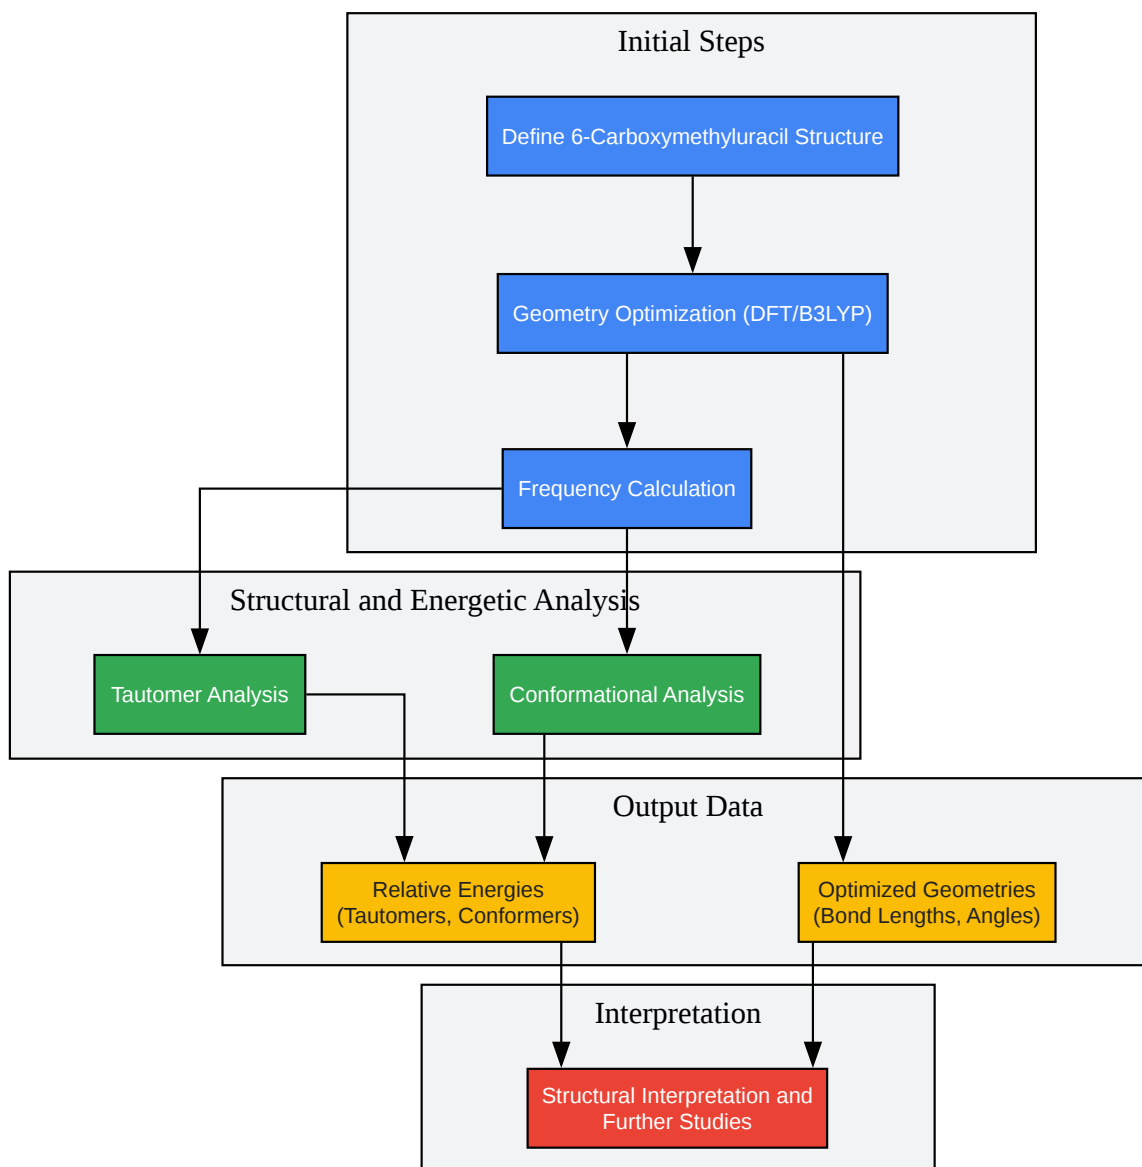 Initial Steps
Define 6-Carboxymethyluracil Structure
Geometry Optimization (DFT/B3LYP)
Frequency Calculation
Structural and Energetic Analysis
Tautomer Analysis
Conformational Analysis
Output Data
Relative Energies
(Tautomers, Conformers)
Optimized Geometries
(Bond Lengths, Angles)
Interpretation
Structural Interpretation and
Further Studies